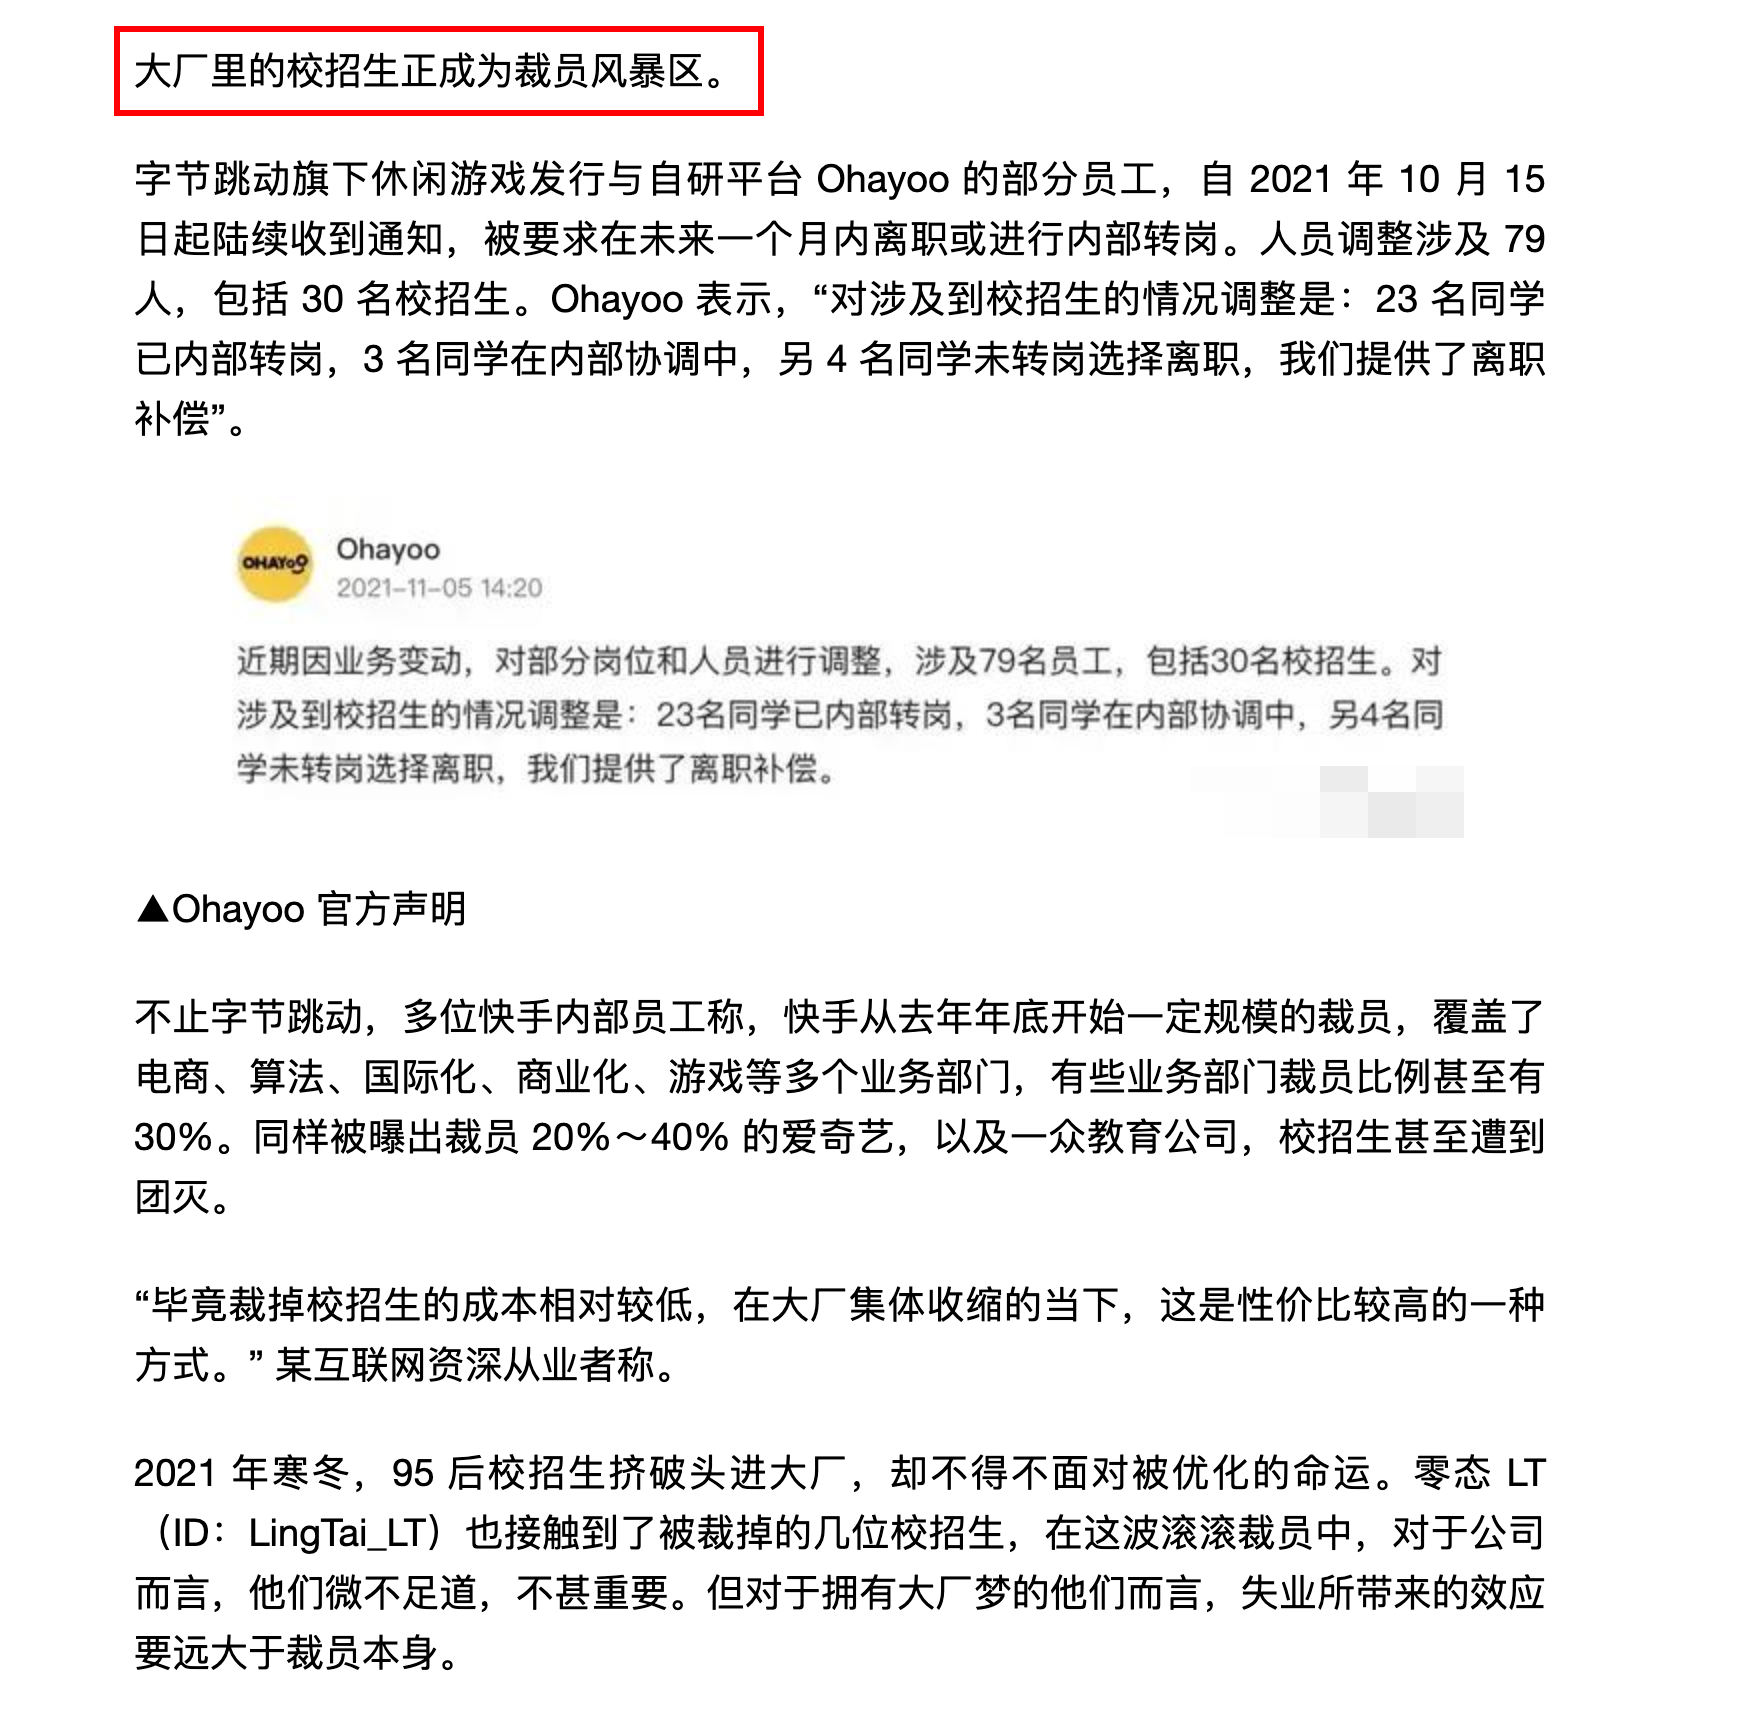 大厂里的校招生正成为裁员风暴区。
字节跳动旗下休闲游戏发行与自研平台 Ohayoo 的部分员工，自 2021 年 10 月 15
日起陆续收到通知，被要求在未来一个月内离职或进行内部转岗。人员调整涉及 79
人，包括 30 名校招生。Ohayoo 表示，“对涉及到校招生的情况调整是：23 名同学
已内部转岗，3 名同学在内部协调中，另 4 名同学未转岗选择离职，我们提供了离职
补偿”。
OHAYoo
Ohayoo
2021-11-05 14:20
近期因业务变动，对部分岗位和人员进行调整，涉及79名员工，包括30名校招生。对
涉及到校招生的情况调整是：23名同学已内部转岗，3名同学在内部协调中，另4名同
学未转岗选择离职，我们提供了离职补偿。
▲Ohayoo 官方声明
不止字节跳动，多位快手内部员工称，快手从去年年底开始一定规模的裁员，覆盖了
电商、算法、国际化、商业化、游戏等多个业务部门，有些业务部门裁员比例甚至有
30%。同样被曝出裁员 20%～40% 的爱奇艺，以及一众教育公司，校招生甚至遭到
团灭。
“毕竟裁掉校招生的成本相对较低，在大厂集体收缩的当下，这是性价比较高的一种
方式。” 某互联网资深从业者称。
2021 年寒冬，95 后校招生挤破头进大厂，却不得不面对被优化的命运。零态 LT
（ID：LingTai_LT）也接触到了被裁掉的几位校招生，在这波滚滚裁员中，对于公司
而言，他们微不足道，不甚重要。但对于拥有大厂梦的他们而言，失业所带来的效应
要远大于裁员本身。